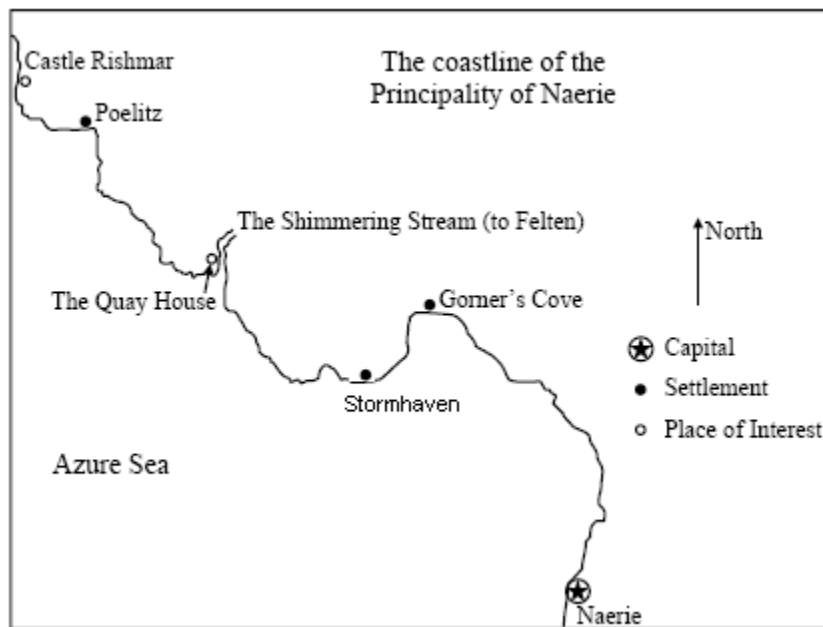 Castle Rishmar
The coastline of the
Principality of Naerie
Poelitz
The Shimmering Stream (to Felten)
North
The Quay House
Gorner's Cove
Capital
Settlement
Stormhaven
Place of Interest
Azure Sea
Naerie